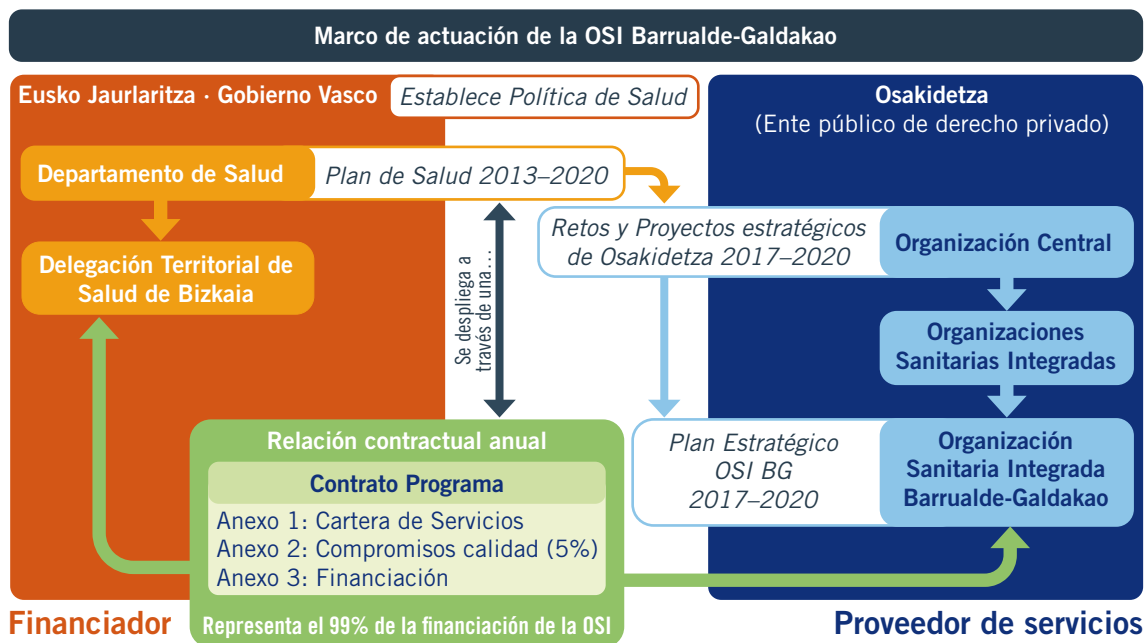 Marco de actuación de la OSI Barrualde-Galdakao
Eusko Jaurlaritza · Gobierno Vasco
Establece Política de Salud
Osakidetza
(Ente público de derecho privado)
Departamento de Salud
Plan de Salud 2013–2020
Retos y Proyectos estratégicos
de Osakidetza 2017–2020
Organización Central
Delegación Territorial de
Salud de Bizkaia
Se despliega a
través de una...
Organizaciones
Sanitarias Integradas
Relación contractual anual
Contrato Programa
Anexo 1: Cartera de Servicios
Anexo 2: Compromisos calidad (5%)
Anexo 3: Financiación
Representa el 99% de la financiación de la OSI
Plan Estratégico
OSI BG
2017–2020
Organización
Sanitaria Integrada
Barrualde-Galdakao
Financiador
Proveedor de servicios